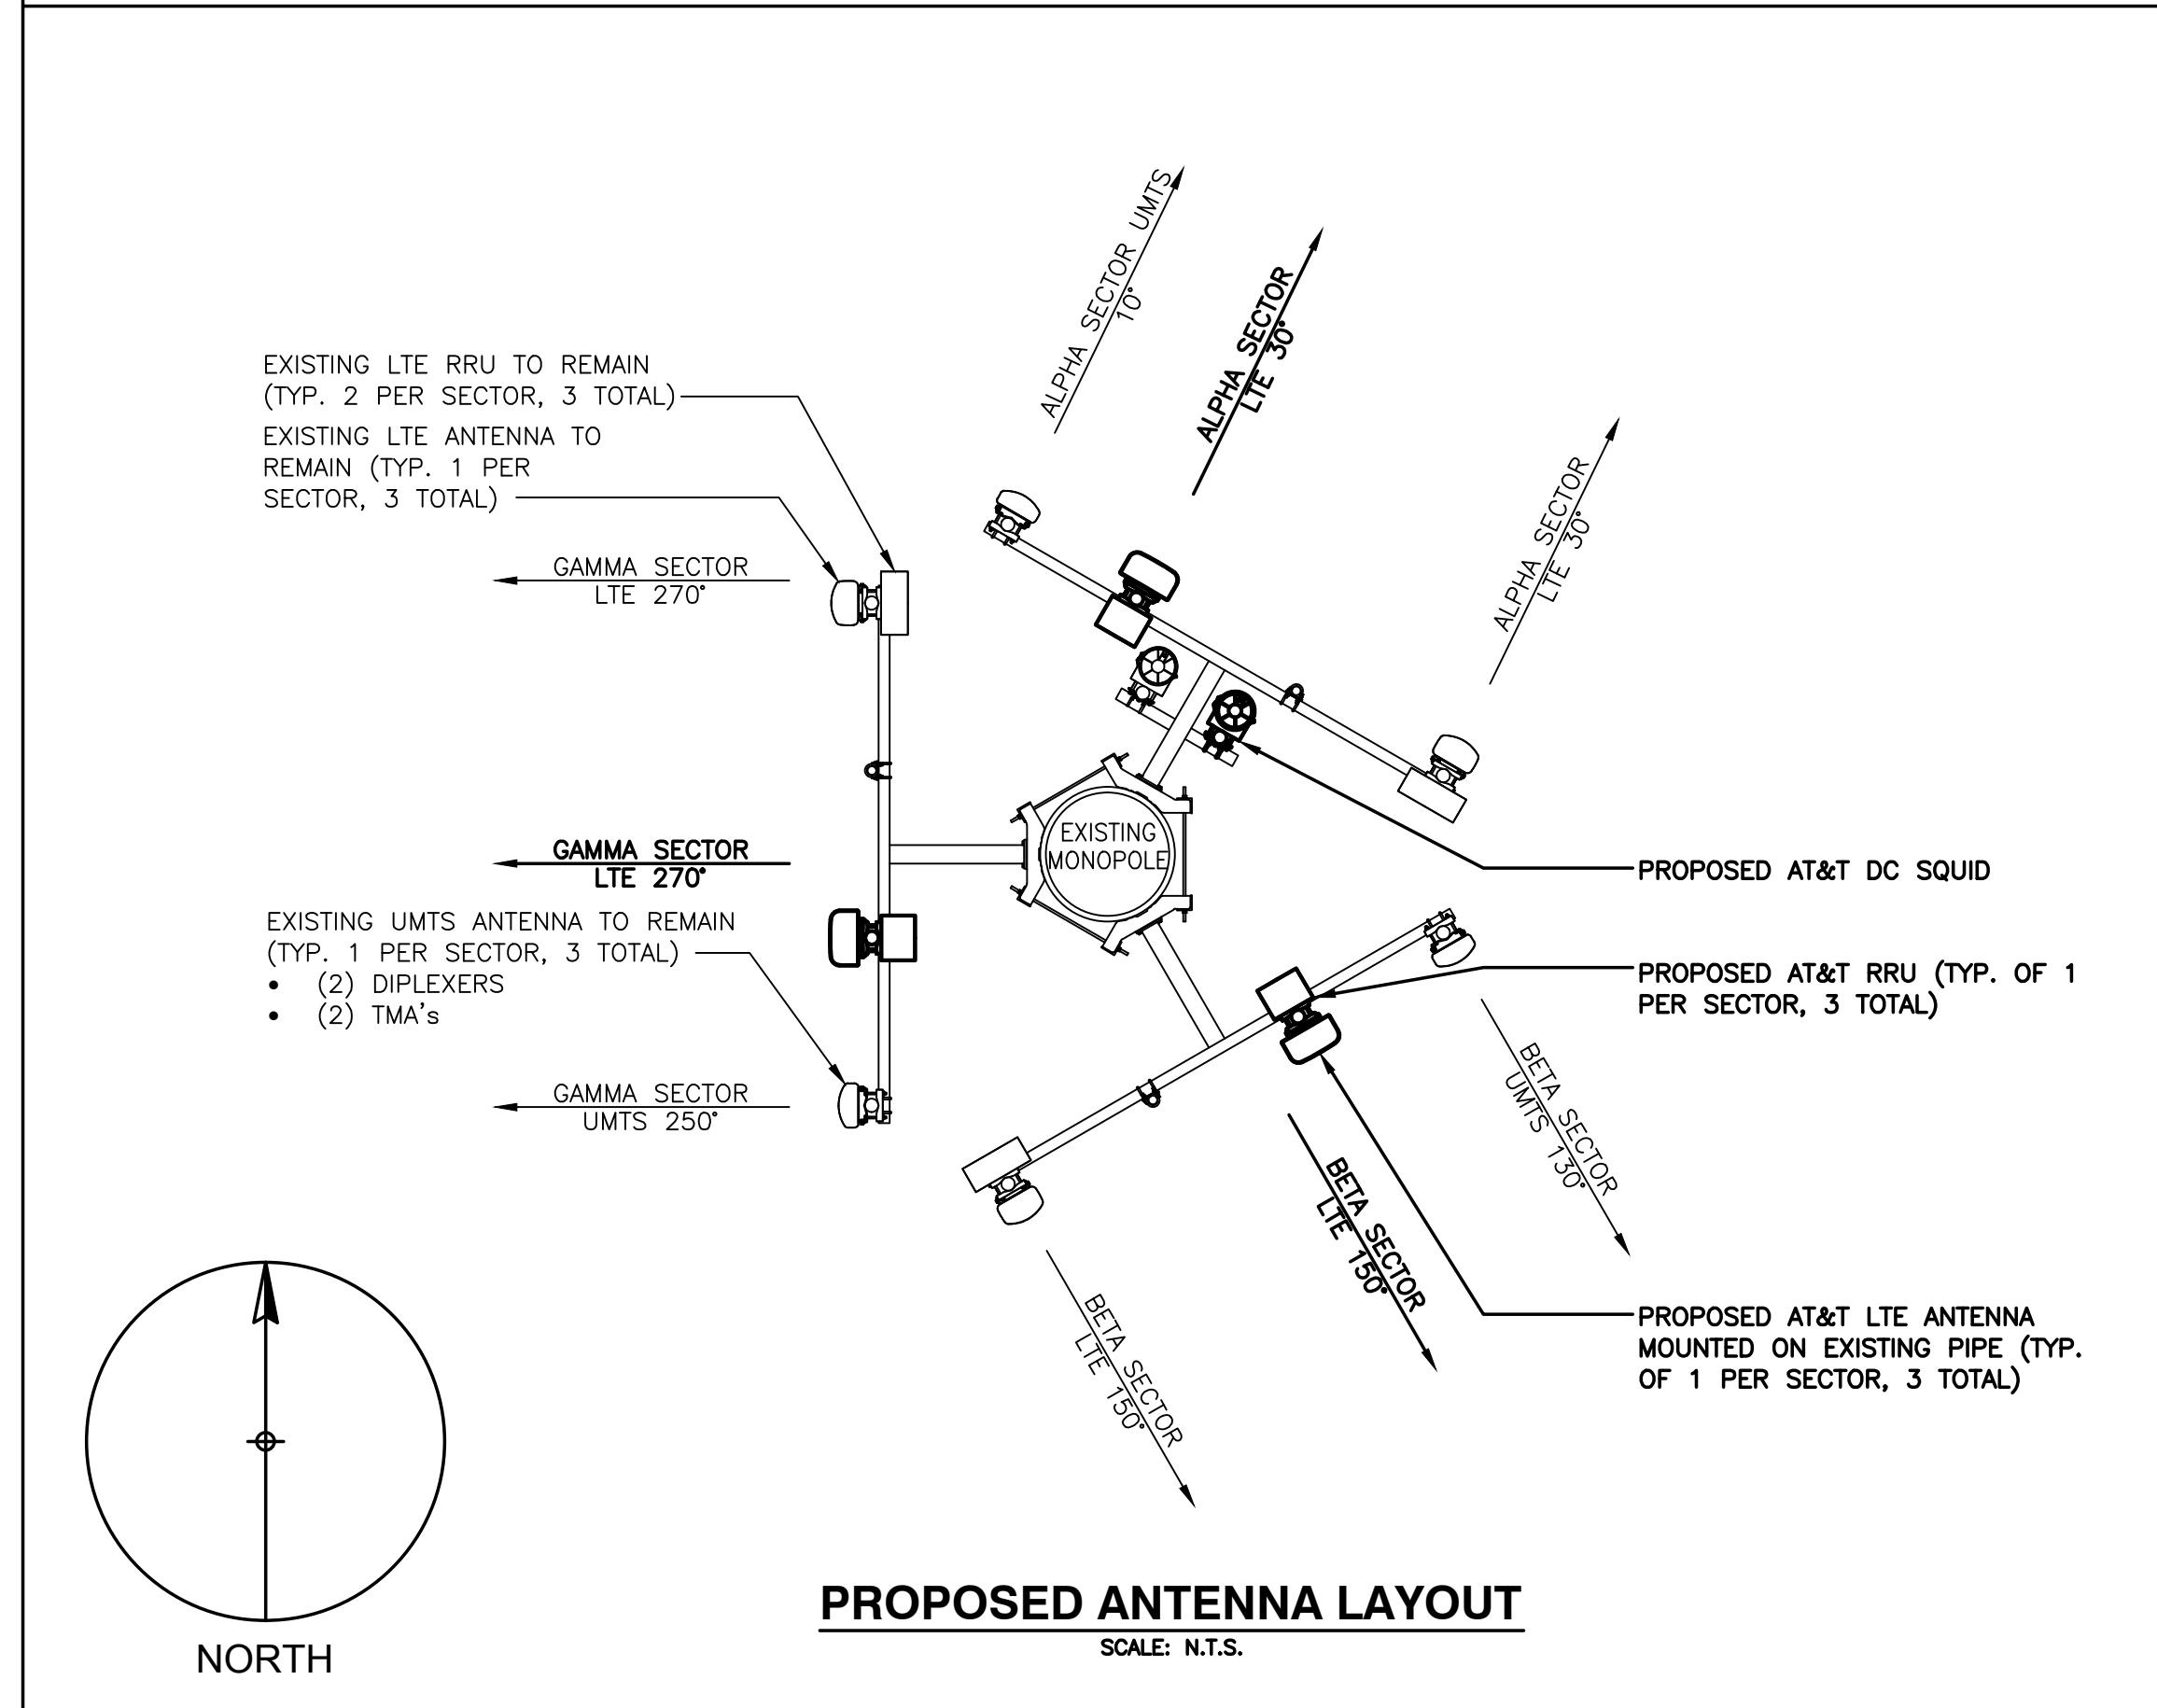 ALPHA SECTOR UMTS
10°
ALPHA SECTOR
LTE 30°
EXISTING LTE RRU TO REMAIN
(TYP. 2 PER SECTOR, 3 TOTAL)
EXISTING LTE ANTENNA TO
REMAIN (TYP. 1 PER
SECTOR, 3 TOTAL)
ALPHA SECTOR
LTE 30°
GAMMA SECTOR
LTE 270°
EXISTING
MONOPOLE
GAMMA SECTOR
LTE 270°
PROPOSED AT&T DC SQUID
EXISTING UMTS ANTENNA TO REMAIN
(TYP. 1 PER SECTOR, 3 TOTAL)
• (2) DIPLEXERS
• (2) TMA's
PROPOSED AT&T RRU (TYP. OF 1
PER SECTOR, 3 TOTAL)
GAMMA SECTOR
UMTS 250°
BETA SECTOR
UMTS 130°
BETA SECTOR
LTE 150°
BETA SECTOR
LTE 150°
PROPOSED AT&T LTE ANTENNA
MOUNTED ON EXISTING PIPE (TYP.
OF 1 PER SECTOR, 3 TOTAL)
NORTH
PROPOSED ANTENNA LAYOUT
SCALE: N.T.S.